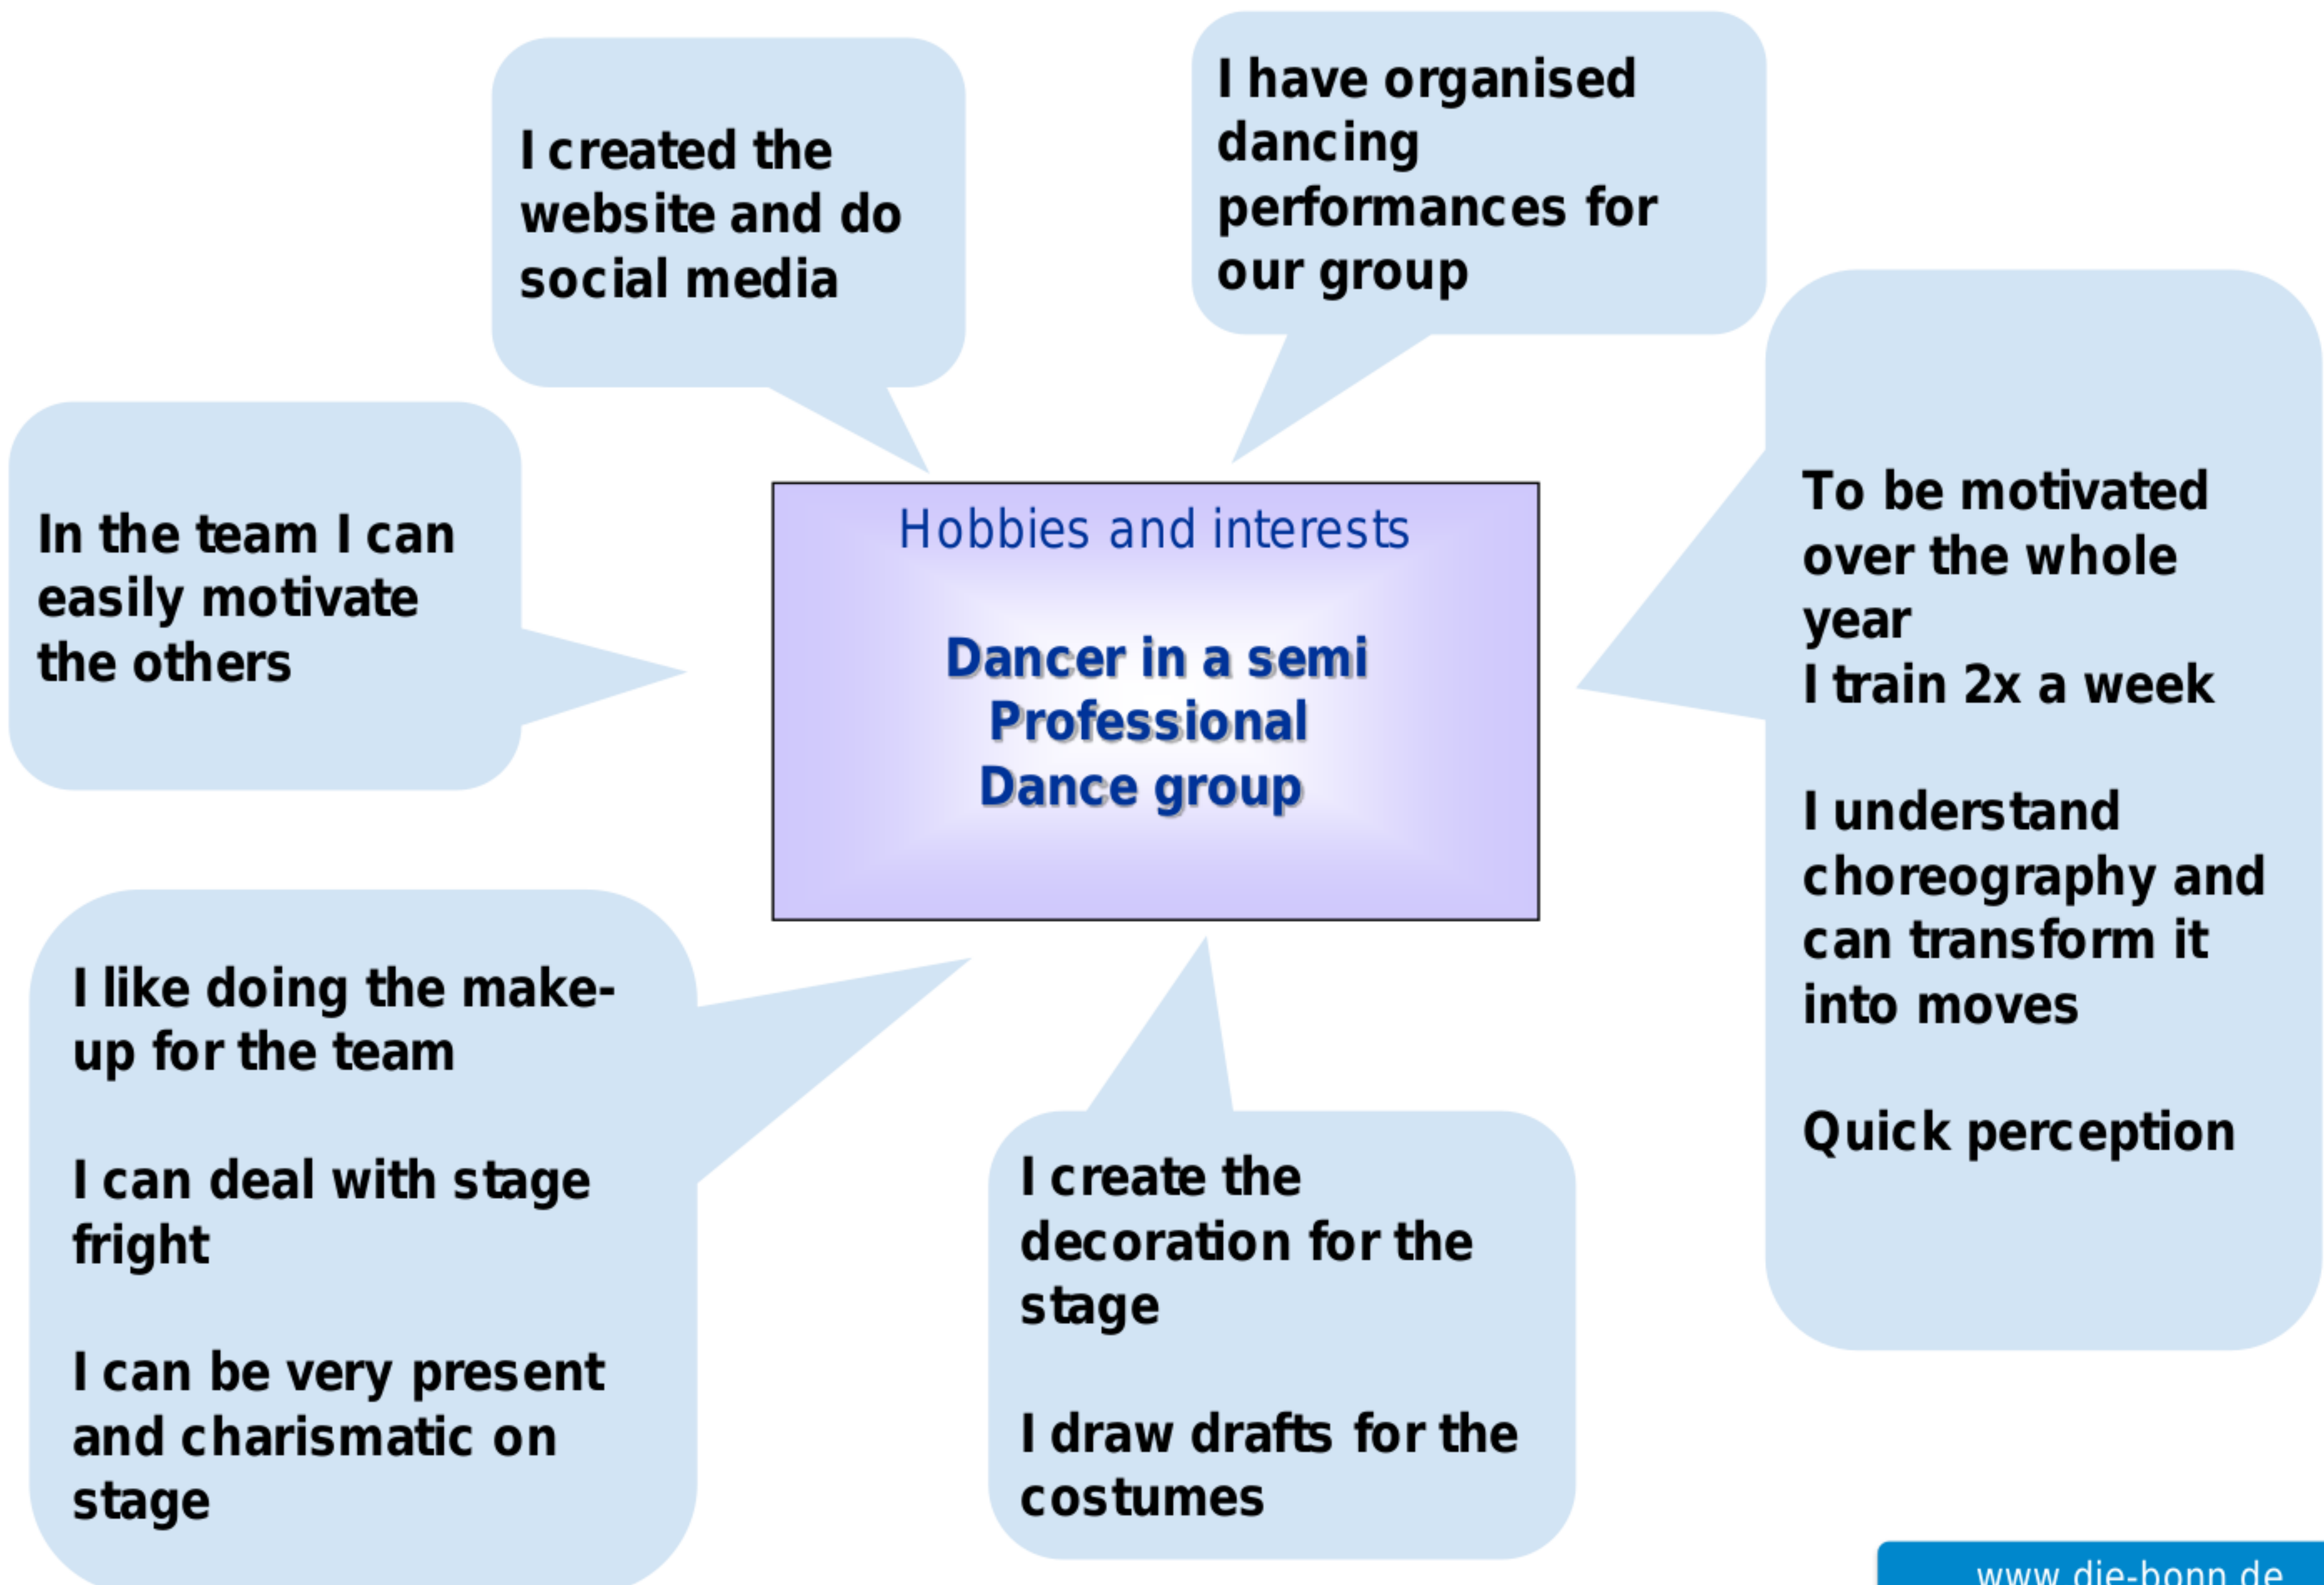 I created the
website and do
social media
I have organised
dancing
performances for
our group
In the team I can
easily motivate
the others
Hobbies and interests
Dancer in a semi
Professional
Dance group
To be motivated
over the whole
year
I train 2x a week
I understand
choreography and
can transform it
into moves
Quick perception
I like doing the make-
up for the team
I can deal with stage
fright
I can be very present
and charismatic on
stage
I create the
decoration for the
stage
I draw drafts for the
costumes
www.die-bonn.de